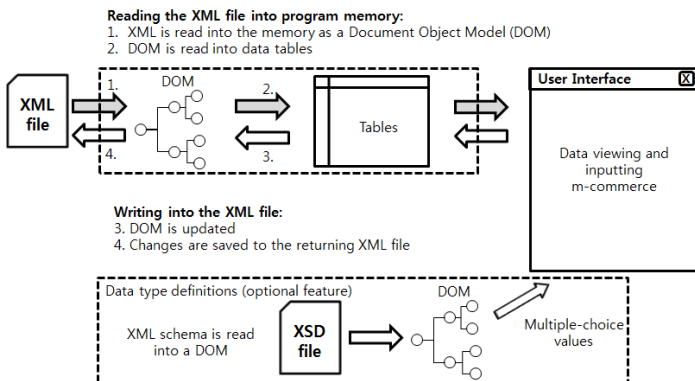 Reading the XML file into program memory:
1. XML is read into the memory as a Document Object Model (DOM)
2. DOM is read into data tables
XML
file
1.
DOM
2.
4.
3.
Tables
User Interface X
Data viewing and
inputting
m-commerce
Writing into the XML file:
3. DOM is updated
4. Changes are saved to the returning XML file
Data type definitions (optional feature)
XML schema is read
into a DOM
XSD
file
DOM
Multiple-choice
values